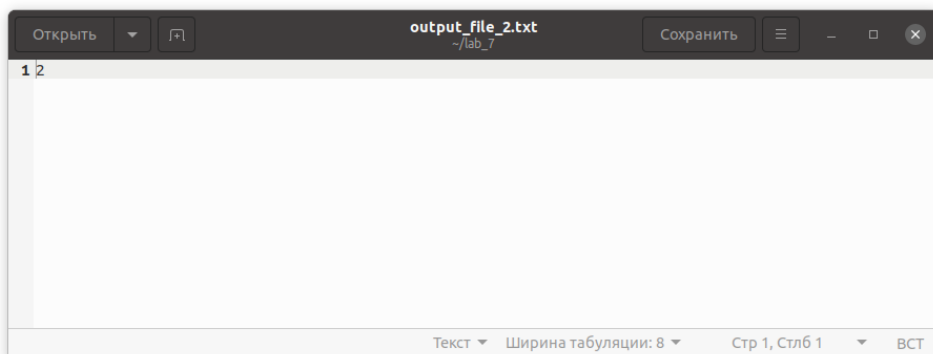 Открыть output_file_2.txt Сохранить
~/lab_7
1 2
Текст Ширина табуляции: 8 Стр 1, Стлб 1 ВСТ